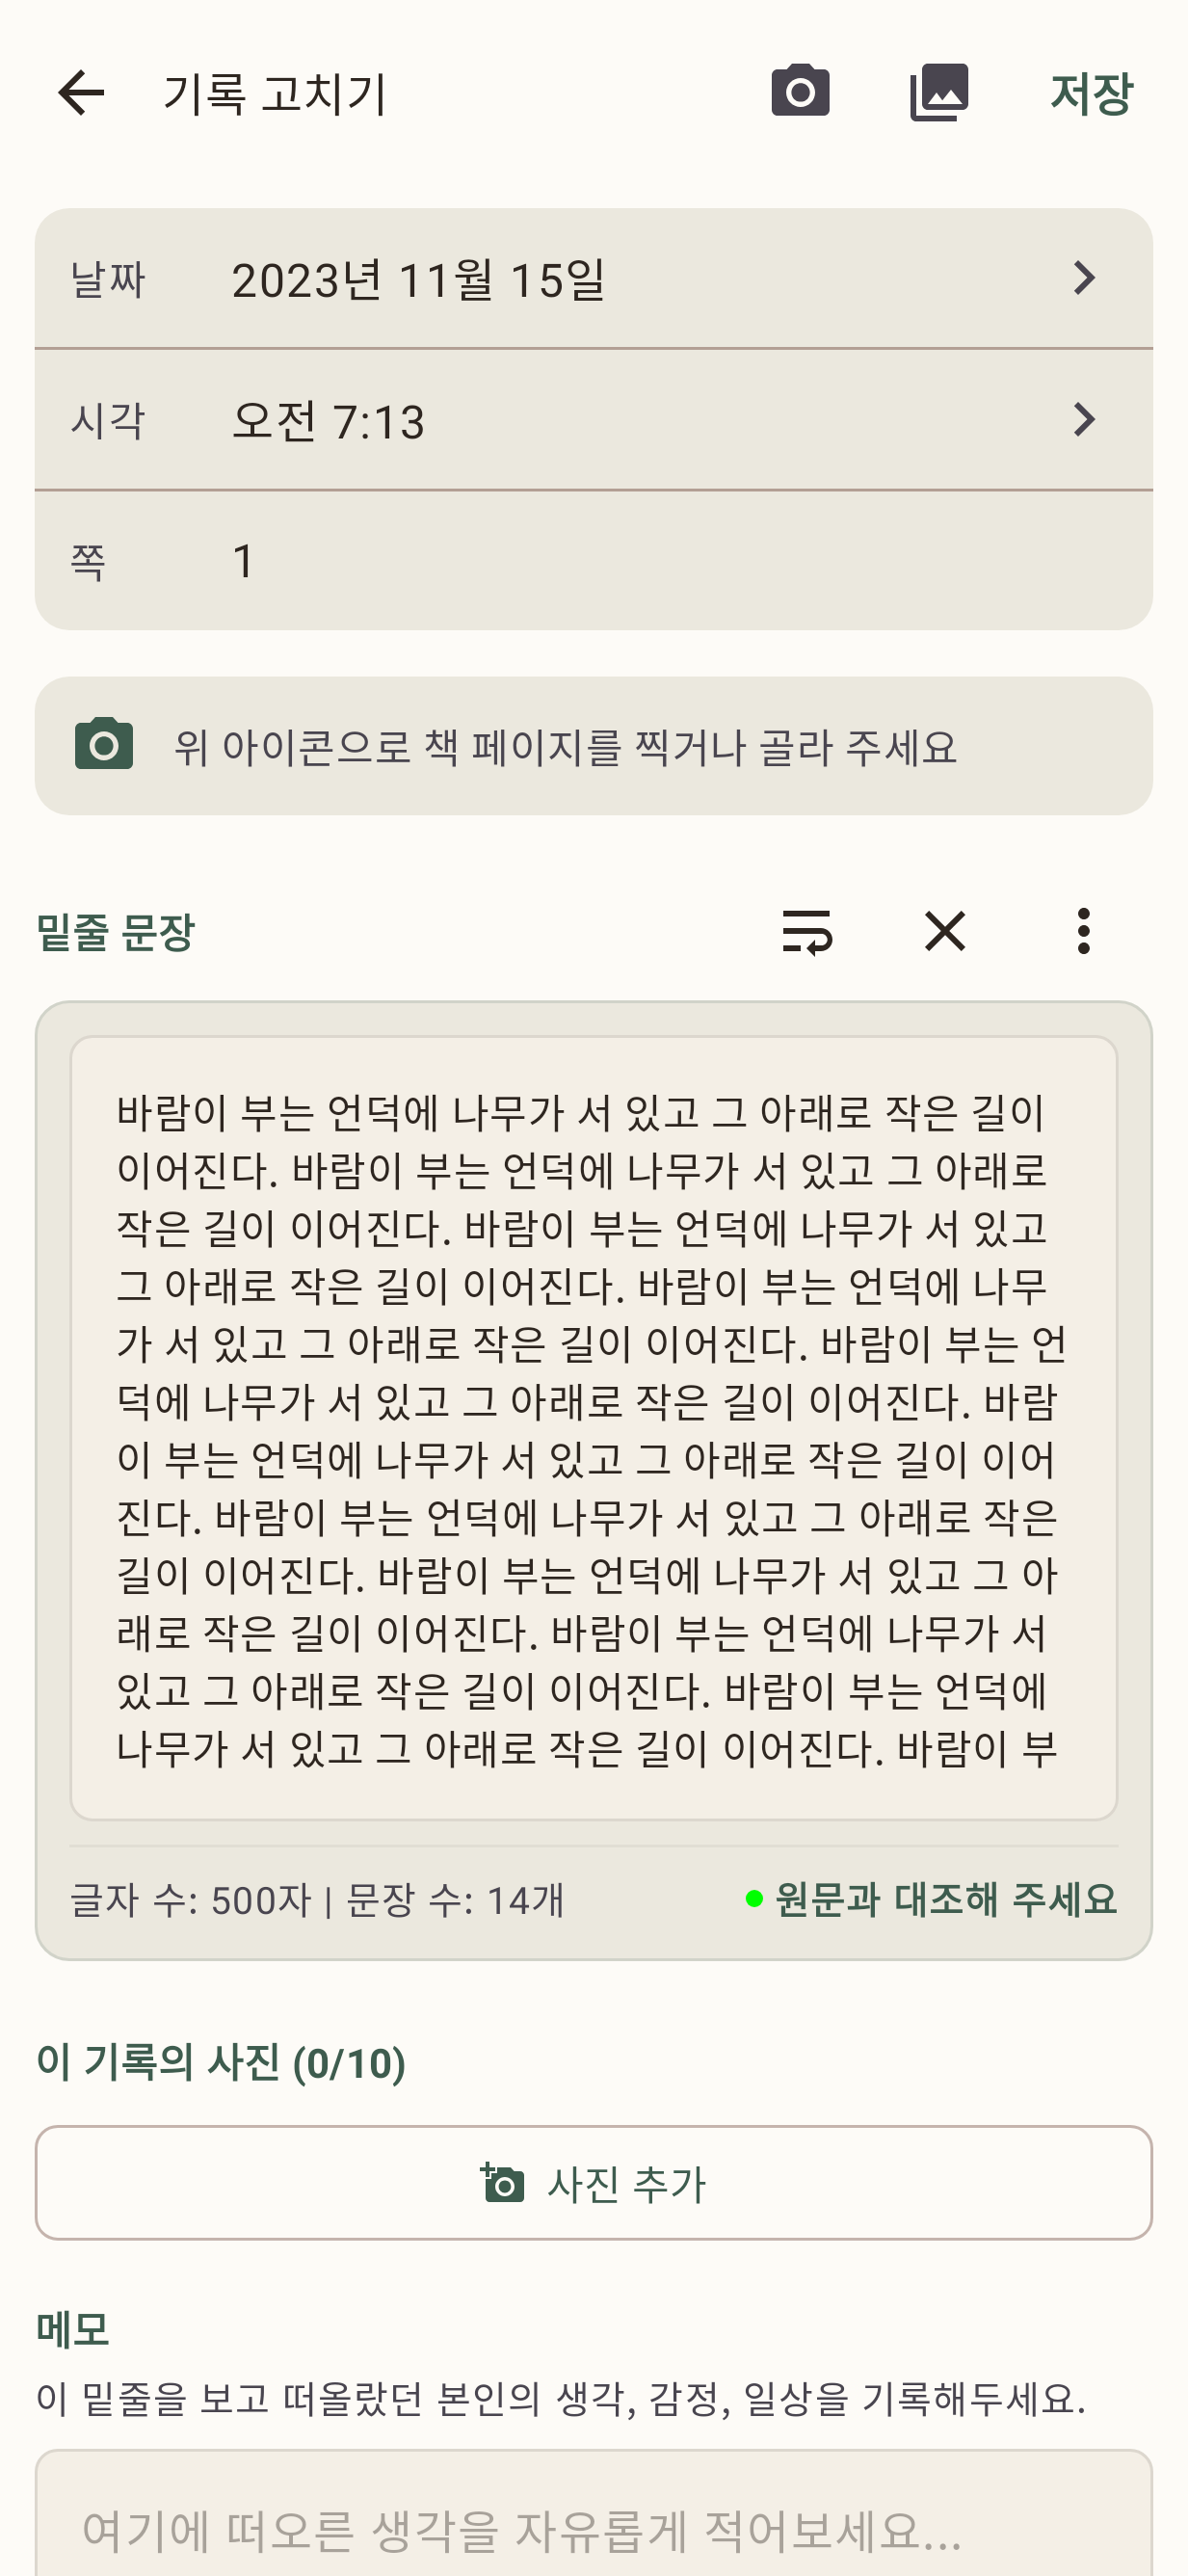 기록 고치기
저장
날짜 2023년 11월 15일
시각 오전 7:13
쪽 1
위 아이콘으로 책 페이지를 찍거나 골라 주세요
밑줄 문장
바람이 부는 언덕에 나무가 서 있고 그 아래로 작은 길이
이어진다. 바람이 부는 언덕에 나무가 서 있고 그 아래로
작은 길이 이어진다. 바람이 부는 언덕에 나무가 서 있고
그 아래로 작은 길이 이어진다. 바람이 부는 언덕에 나무
가 서 있고 그 아래로 작은 길이 이어진다. 바람이 부는 언
덕에 나무가 서 있고 그 아래로 작은 길이 이어진다. 바람
이 부는 언덕에 나무가 서 있고 그 아래로 작은 길이 이어
진다. 바람이 부는 언덕에 나무가 서 있고 그 아래로 작은
길이 이어진다. 바람이 부는 언덕에 나무가 서 있고 그 아
래로 작은 길이 이어진다. 바람이 부는 언덕에 나무가 서
있고 그 아래로 작은 길이 이어진다. 바람이 부는 언덕에
나무가 서 있고 그 아래로 작은 길이 이어진다. 바람이 부
글자 수: 500자 | 문장 수: 14개
원문과 대조해 주세요
이 기록의 사진 (0/10)
사진 추가
메모
이 밑줄을 보고 떠올랐던 본인의 생각, 감정, 일상을 기록해두세요.
여기에 떠오른 생각을 자유롭게 적어보세요...